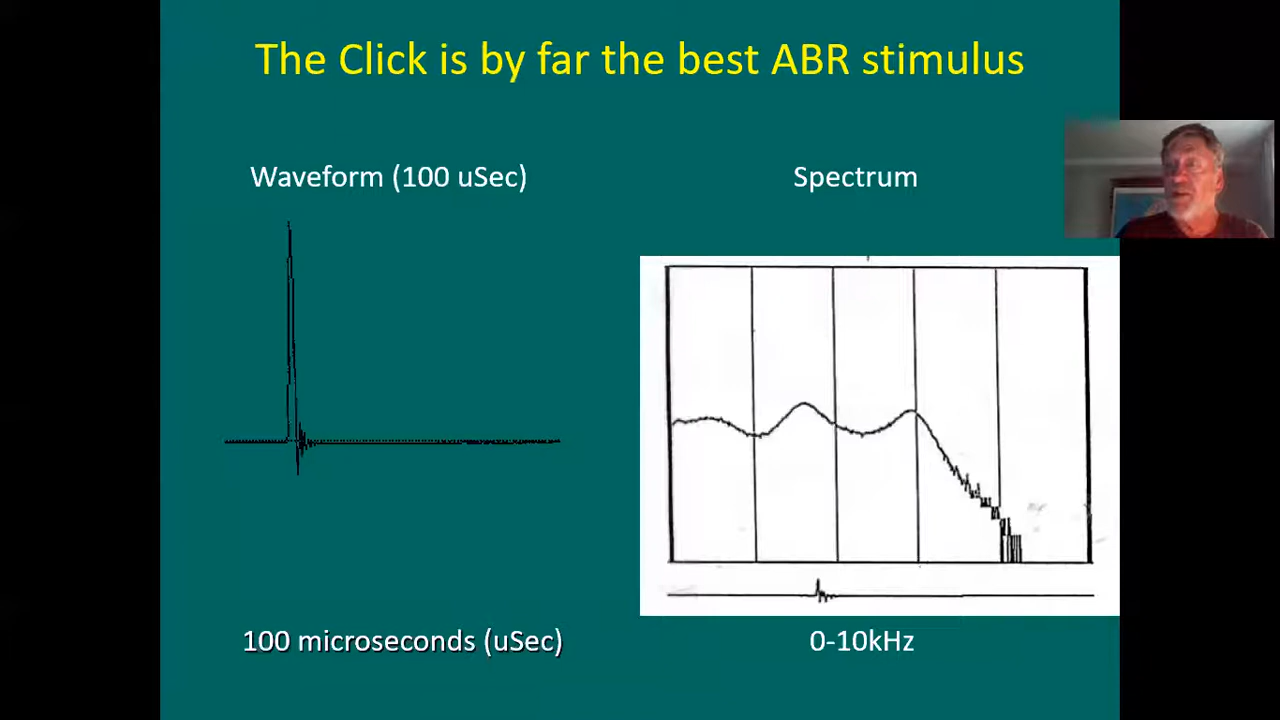 The Click is by far the best ABR stimulus
Waveform (100 uSec)
Spectrum
100 microseconds (uSec)
0-10kHz